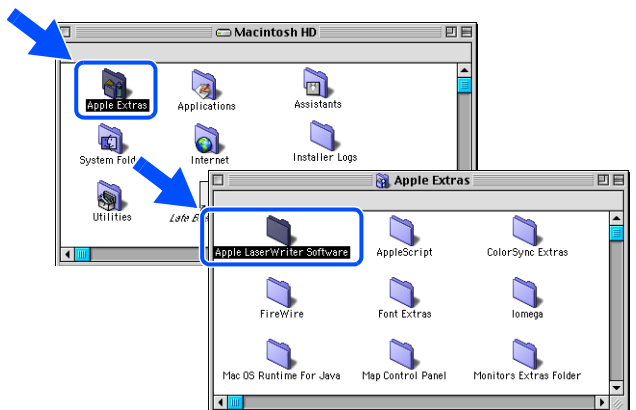 Macintosh HD
Apple Extras
Applications
Assistants
System Fold
Internet
Installer Logs
Utilities
Apple Extras
Apple LaserWriter Software
AppleScript
ColorSync Extras
FireWire
Font Extras
Iomega
Mac OS Runtime For Java
Map Control Panel
Monitors Extras Folder